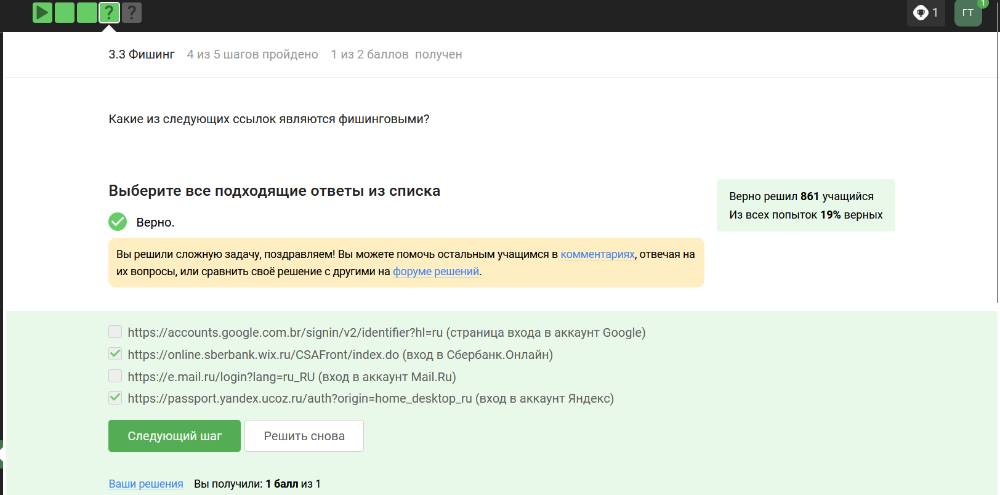 ?
?
1
ГТ
1
3.3 Фишинг 4 из 5 шагов пройдено 1 из 2 баллов получен
Какие из следующих ссылок являются фишинговыми?
Выберите все подходящие ответы из списка
Верно решил 861 учащийся
Из всех попыток 19% верных
Верно.
Вы решили сложную задачу, поздравляем! Вы можете помочь остальным учащимся в комментариях, отвечая на
их вопросы, или сравнить своё решение с другими на форуме решений.
https://accounts.google.com.br/signin/v2/identifier?hl=ru (страница входа в аккаунт Google)
https://online.sberbank.wix.ru/CSAFront/index.do (вход в Сбербанк.Онлайн)
https://e.mail.ru/login?lang=ru_RU (вход в аккаунт Mail.Ru)
https://passport.yandex.ucoz.ru/auth?origin=home_desktop_ru (вход в аккаунт Яндекс)
Следующий шаг
Решить снова
Ваши решения Вы получили: 1 балл из 1